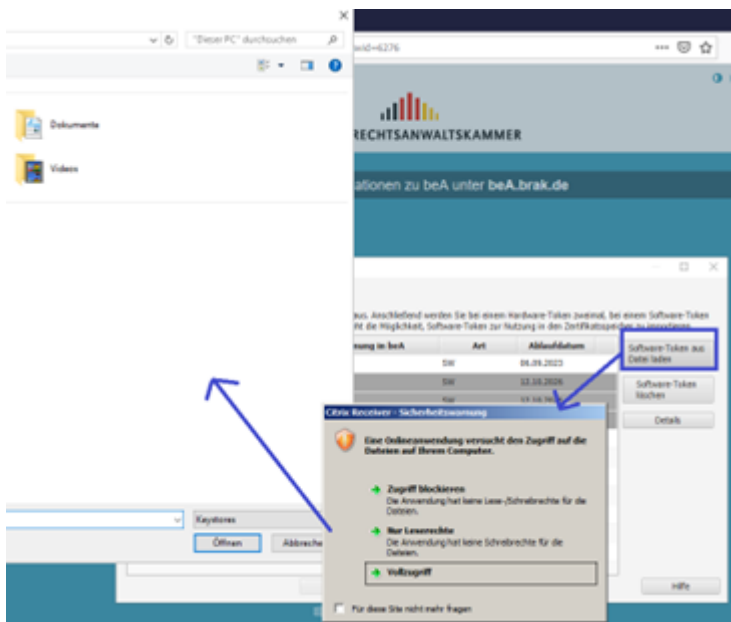 "Dieser PC" durchsuchen
Dokumente
Videos
Keystores
Öffnen
wid=6276
RECHTSANWALTSKAMMER
ationen zu beA unter beA.brak.de
aus. Anschließend werden Sie bei einem Hardware-Token zweimal, bei einem Software-Token
ht die Möglichkeit, Software-Token zur Nutzung in den Zertifikatsspeicher zu importieren.
nung in beA Art Ablaufdatum
SW 06.09.2023
SW 12.10.2026
SW
Software-Token aus
Datei laden
Software-Token
löschen
Details
Citrix Receiver - Sicherheitswarnung
Eine Onlineanwendung versucht den Zugriff auf die
Dateien auf Ihrem Computer.
Zugriff blockieren
Die Anwendung hat keine Lese-/Schreibrechte für die
Dateien.
Nur Leserechte
Die Anwendung hat keine Schreibrechte für die
Dateien.
Vollzugriff
Für diese Site nicht mehr fragen
Hilfe